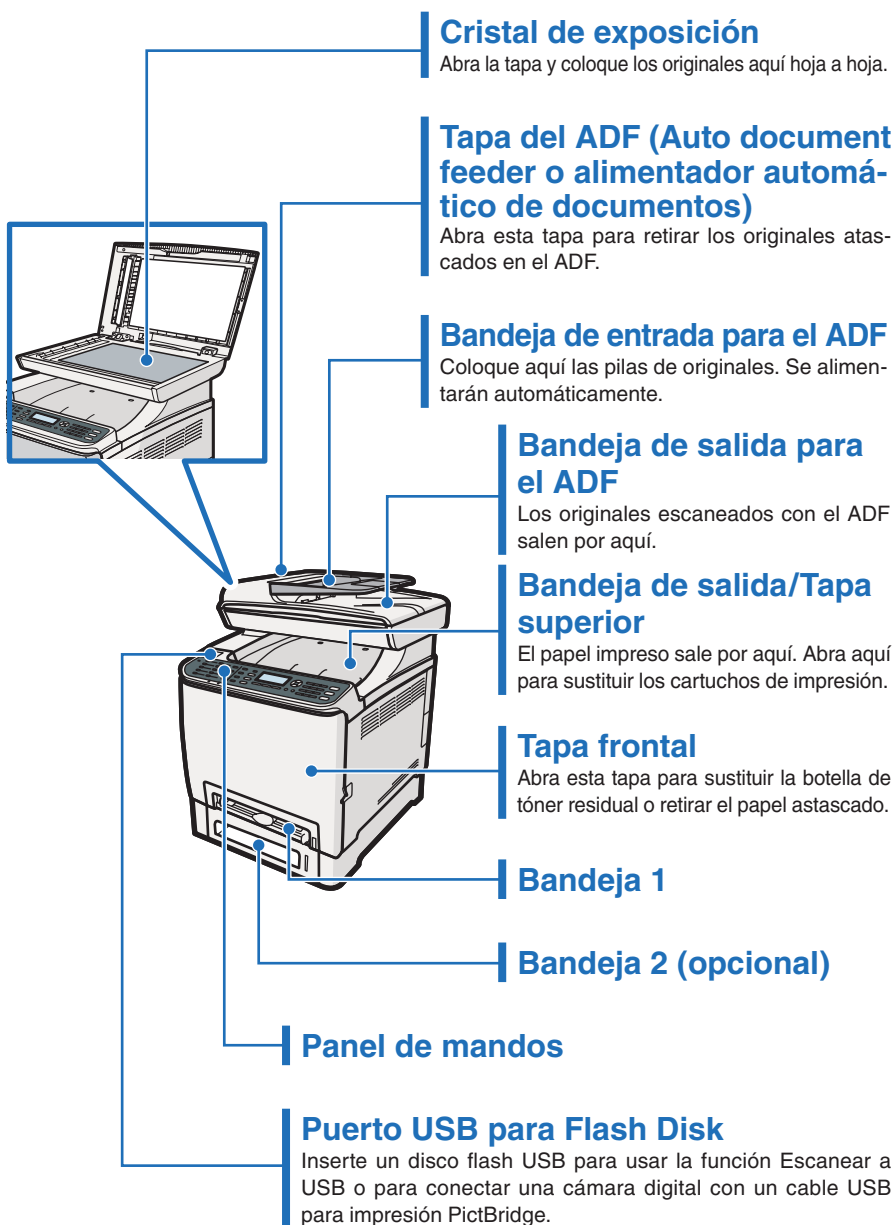 Cristal de exposición
Abra la tapa y coloque los originales aquí hoja a hoja.
Tapa del ADF (Auto document
feeder o alimentador automá-
tico de documentos)
Abra esta tapa para retirar los originales atas-
cados en el ADF.
Bandeja de entrada para el ADF
Coloque aquí las pilas de originales. Se alimen-
tarán automáticamente.
Bandeja de salida para
el ADF
Los originales escaneados con el ADF
salen por aquí.
Bandeja de salida/Tapa
superior
El papel impreso sale por aquí. Abra aquí
para sustituir los cartuchos de impresión.
Tapa frontal
Abra esta tapa para sustituir la botella de
tóner residual o retirar el papel astascado.
Bandeja 1
Bandeja 2 (opcional)
Panel de mandos
Puerto USB para Flash Disk
Inserte un disco flash USB para usar la función Escanear a
USB o para conectar una cámara digital con un cable USB
para impresión PictBridge.